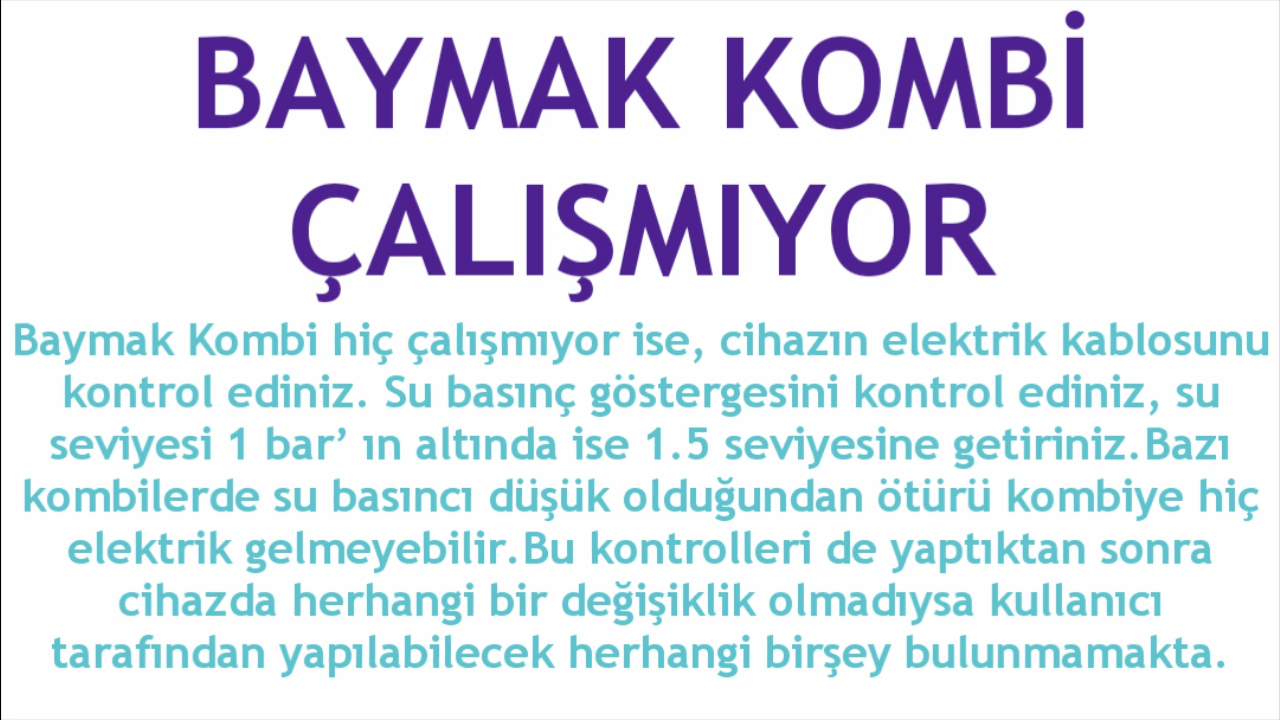 BAYMAK KOMBİ
ÇALIŞMIYOR
Baymak Kombi hiç çalışmıyor ise, cihazın elektrik kablosunu
kontrol ediniz. Su basınç göstergesini kontrol ediniz, su
seviyesi 1 bar’ ın altında ise 1.5 seviyesine getiriniz.Bazı
kombilerde su basıncı düşük olduğundan ötürü kombiye hiç
elektrik gelmeyebilir.Bu kontrolleri de yaptıktan sonra
cihazda herhangi bir değişiklik olmadıysa kullanıcı
tarafından yapılabilecek herhangi birşey bulunmamakta.